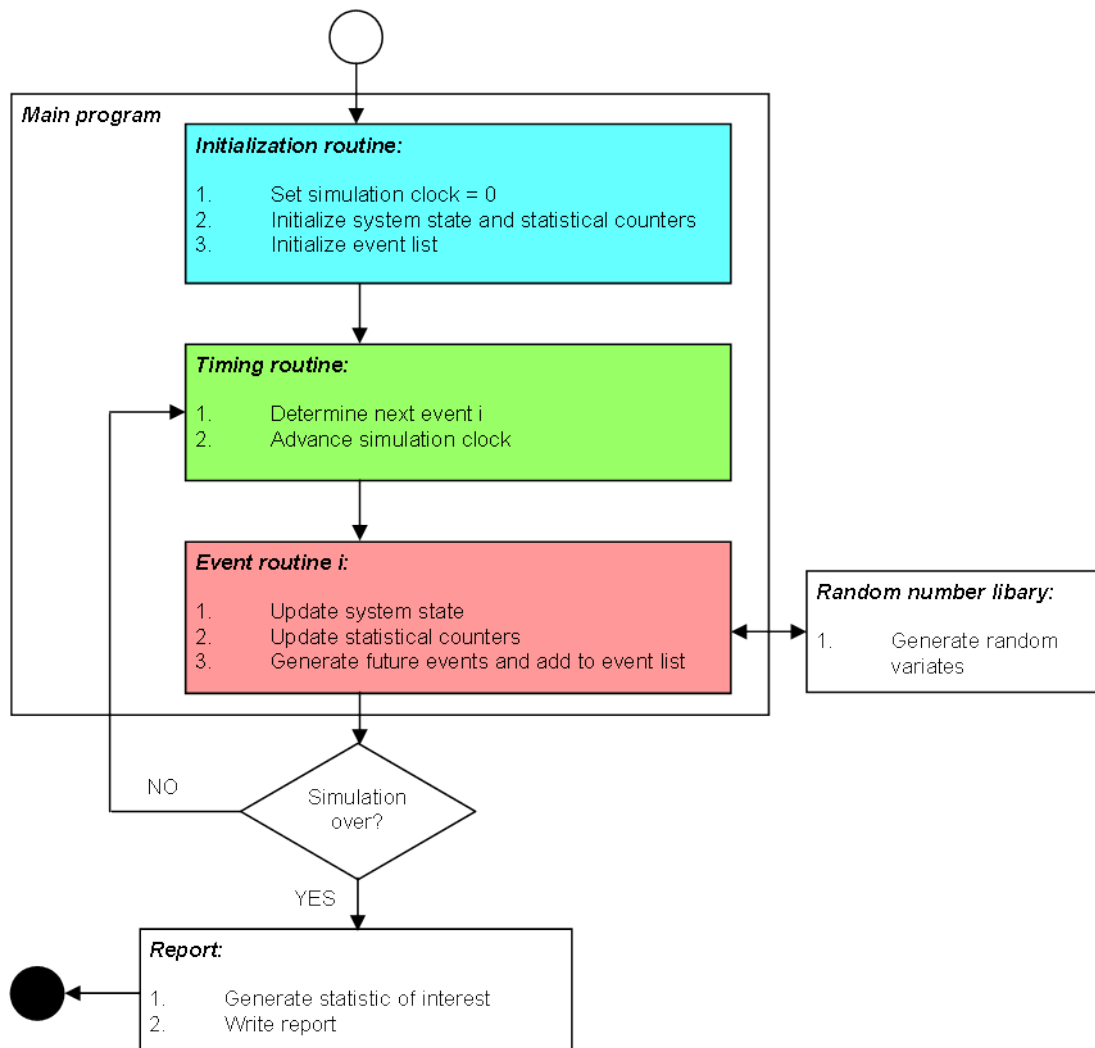 Main program
Initialization routine:
1. Set simulation clock = 0
2. Initialize system state and statistical counters
3. Initialize event list
Timing routine:
1. Determine next event i
2. Advance simulation clock
Event routine i:
1. Update system state
2. Update statistical counters
3. Generate future events and add to event list
Random number libary:
1. Generate random
variates
NO
Simulation
over?
YES
Report:
1. Generate statistic of interest
2. Write report